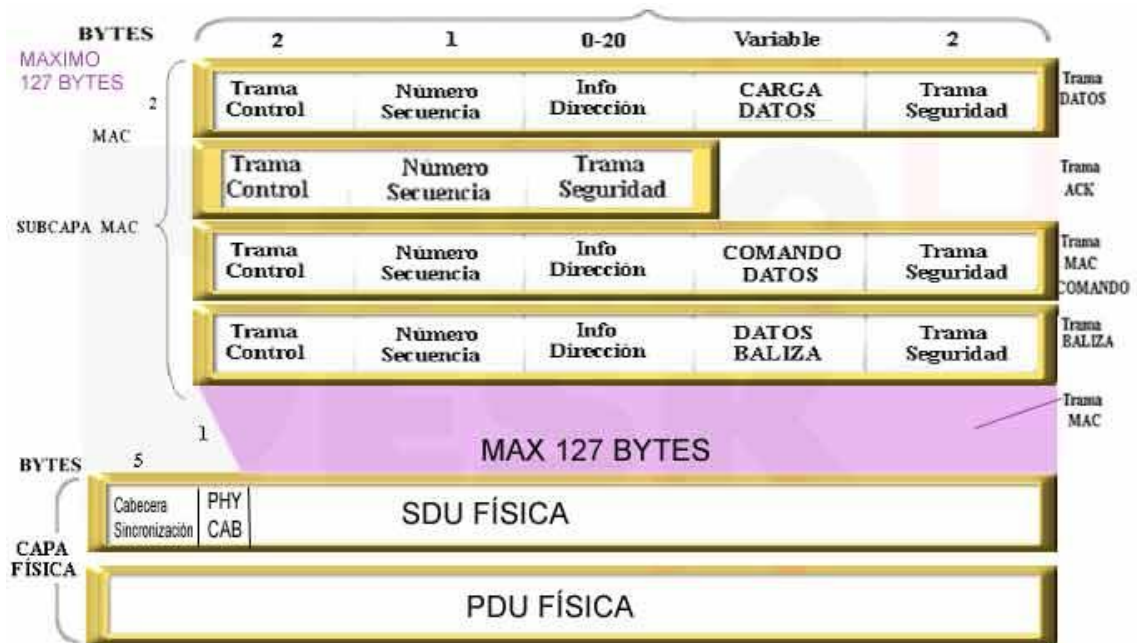 BYTES 2 1 0-20 Variable 2
MAXIMO
127 BYTES
2
MAC
SUBCAPA MAC
Trama Control Número Secuencia Info Dirección CARGA DATOS Trama Seguridad
Trama DATOS
Trama Control Número Secuencia Trama Seguridad
Trama ACK
Trama Control Número Secuencia Info Dirección COMANDO DATOS Trama Seguridad
Trama MAC COMANDO
Trama Control Número Secuencia Info Dirección DATOS BALIZA Trama Seguridad
Trama BALIZA
Trama MAC
1
MAX 127 BYTES
BYTES 5
Cabecera Sincronización PHY CAB SDU FÍSICA
CAPA FÍSICA
PDU FÍSICA